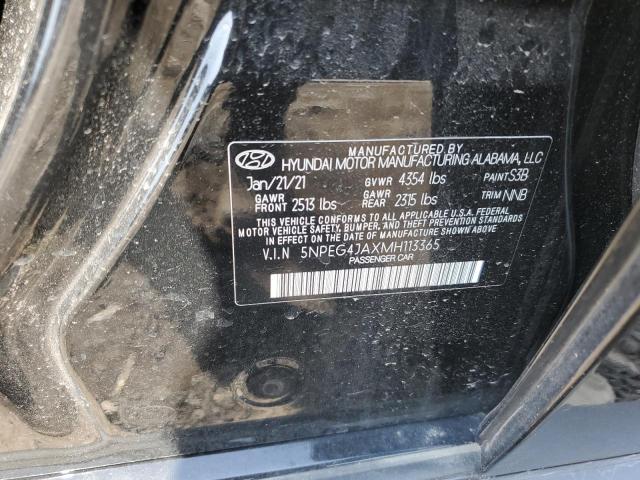 MANUFACTURED BY
HYUNDAI MOTOR MANUFACTURING ALABAMA, LLC
Jan/21/21 GVWR 4354 lbs PAINT S3B
GAWR FRONT 2513 lbs GAWR REAR 2315 lbs TRIM NNB
THIS VEHICLE CONFORMS TO ALL APPLICABLE U.S.A. FEDERAL
MOTOR VEHICLE SAFETY, BUMPER, AND THEFT PREVENTION
STANDARDS IN EFFECT ON THE DATE OF MANUFACTURE SHOWN ABOVE.
V.I.N 5NPEG4JAXMH113365
PASSENGER CAR